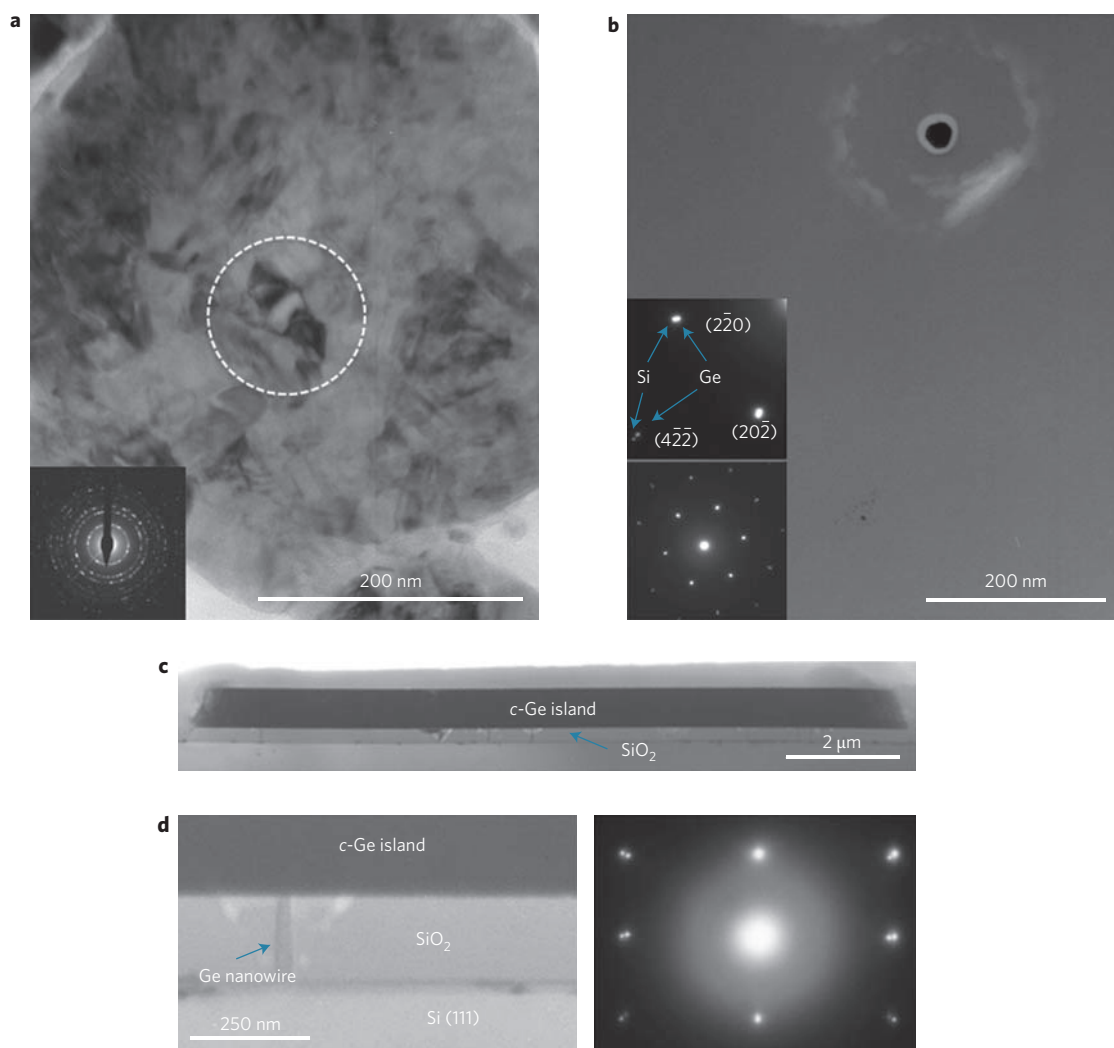 a
200 nm
b
(22̅0)
Si
Ge
(42̅2̅)
(202̅)
200 nm
c
c-Ge island
SiO₂
2 µm
d
c-Ge island
SiO₂
Ge nanowire
Si (111)
250 nm